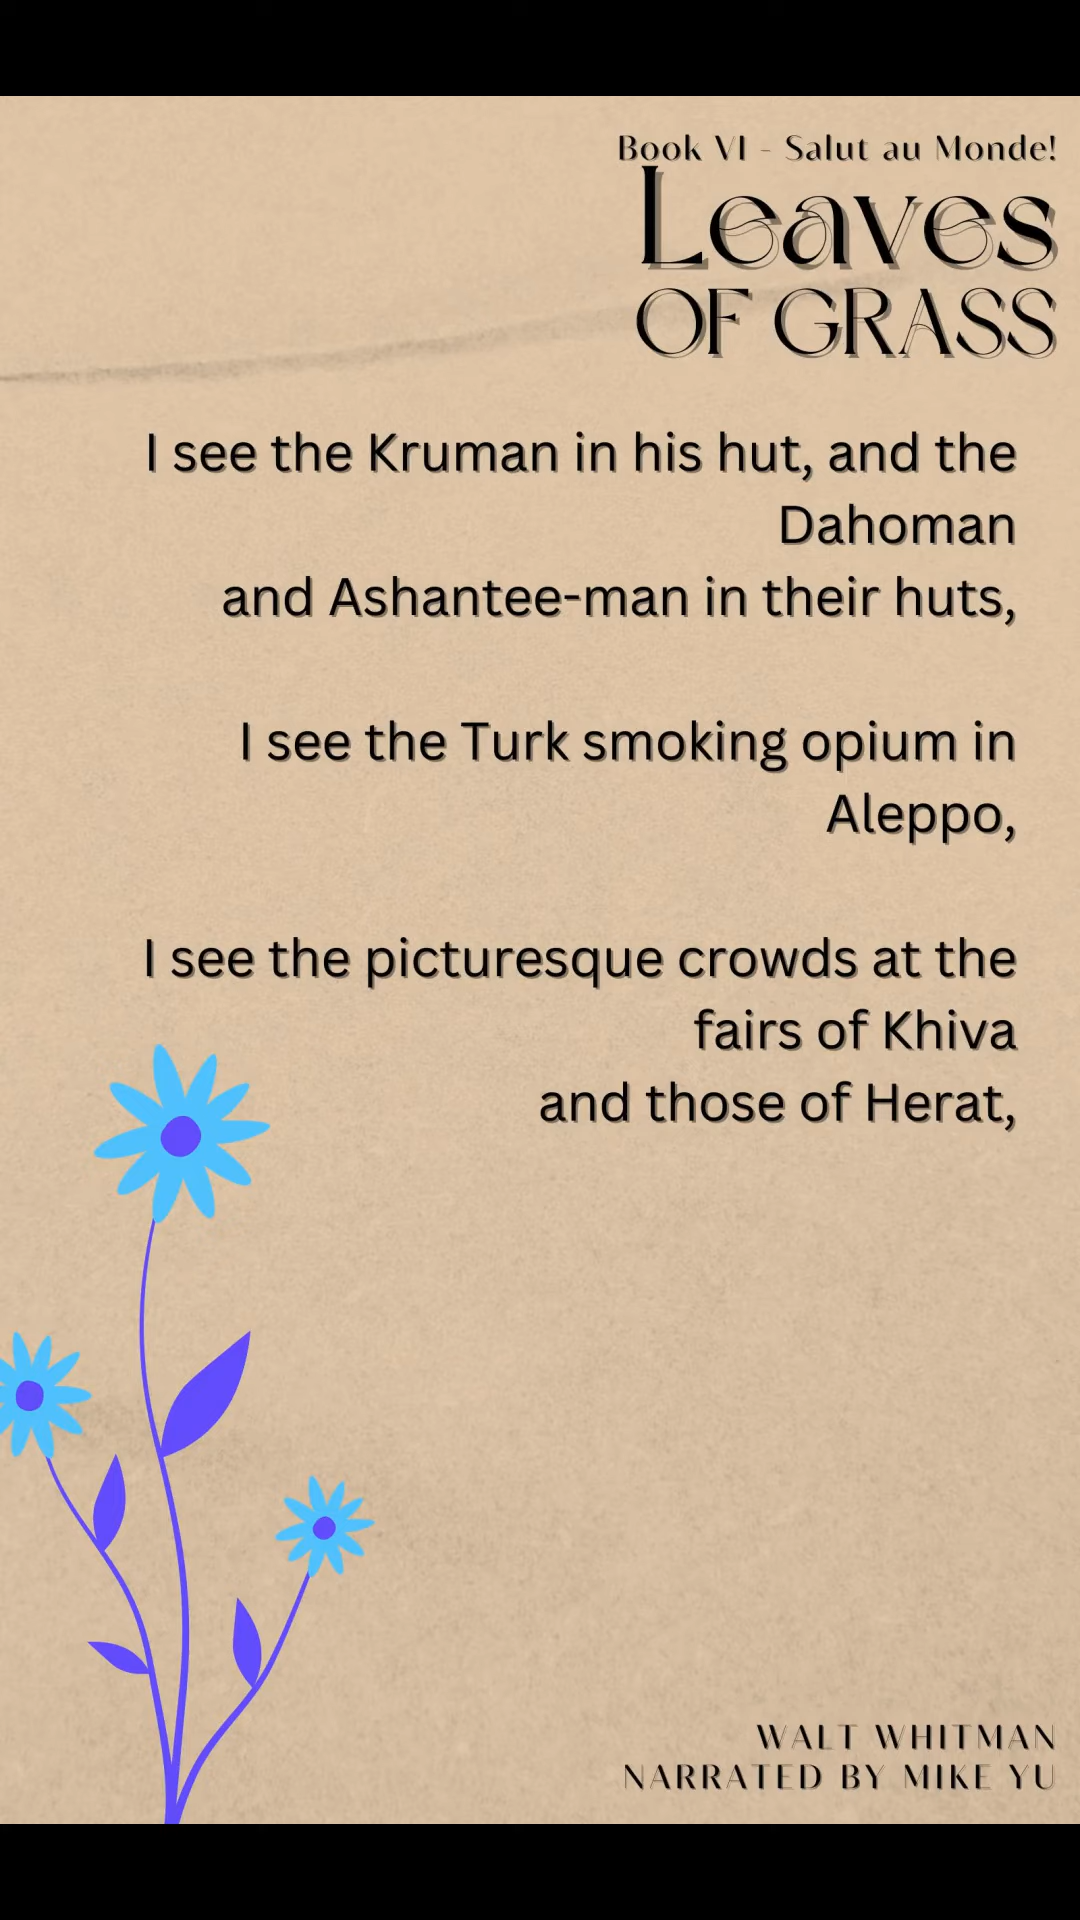 Book VI - Salut au Monde!
Leaves
OF GRASS
I see the Kruman in his hut, and the
Dahoman
and Ashantee-man in their huts,
I see the Turk smoking opium in
Aleppo,
I see the picturesque crowds at the
fairs of Khiva
and those of Herat,
WALT WHITMAN
NARRATED BY MIKE YU